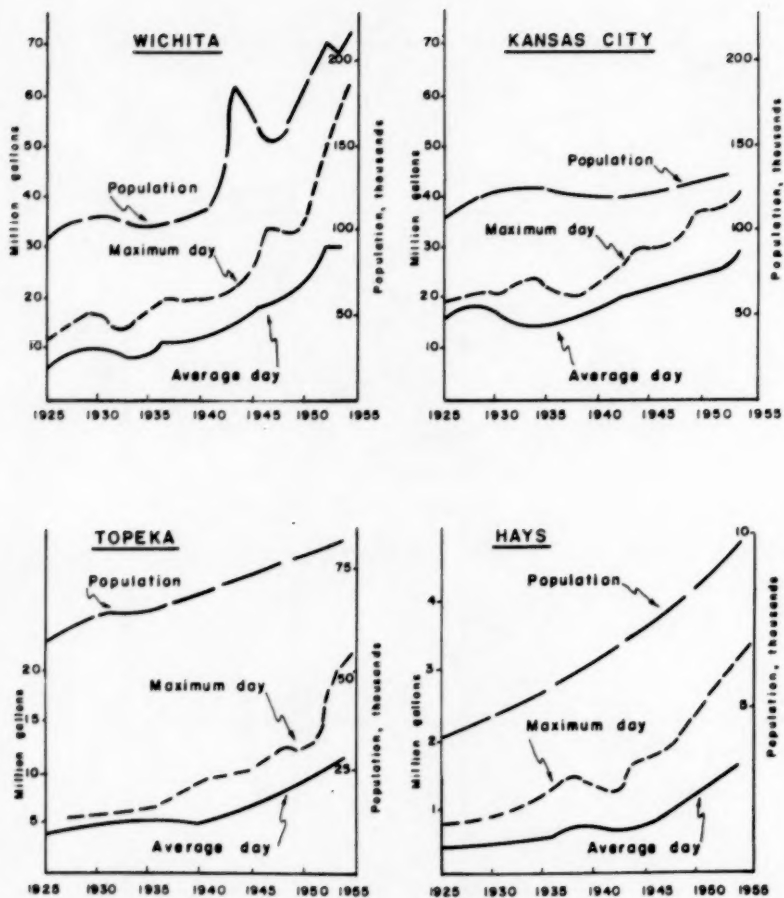 WICHITA
70
60
50
40
30
20
10
Million gallons
200
150
100
50
Population, thousands
Population
Maximum day
Average day
1925 1930 1935 1940 1945 1950 1955
KANSAS CITY
70
60
50
40
30
20
10
Million gallons
200
150
100
50
Population, thousands
Population
Maximum day
Average day
1925 1930 1935 1940 1945 1950 1955
TOPEKA
20
15
10
5
Million gallons
75
50
25
Population, thousands
Population
Maximum day
Average day
1925 1930 1935 1940 1945 1950 1955
HAYS
4
3
2
1
Million gallons
10
5
Population, thousands
Population
Maximum day
Average day
1925 1930 1935 1940 1945 1950 1955